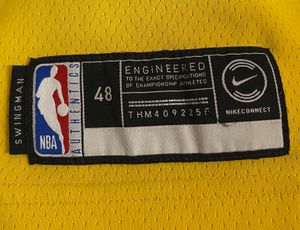 SWINGMAN
NBA
AUTHENTICS
48
ENGINEERED
TO THE EXACT SPECIFICATIONS
OF CHAMPIONSHIP ATHLETES
THM409225F
NIKECONNECT